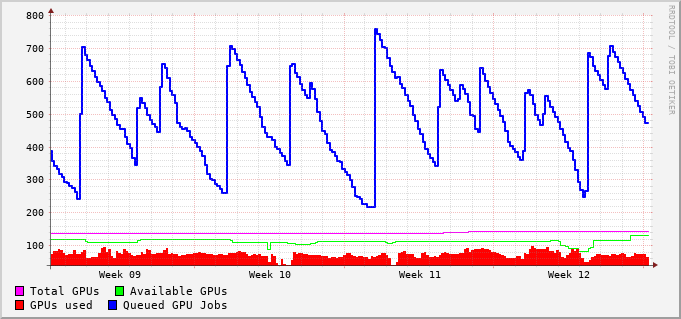 800
700
600
500
400
300
200
100
Week 09 Week 10 Week 11 Week 12
Total GPUs Available GPUs
GPUs used Queued GPU Jobs
RRDTOOL / TOBI OETIKER